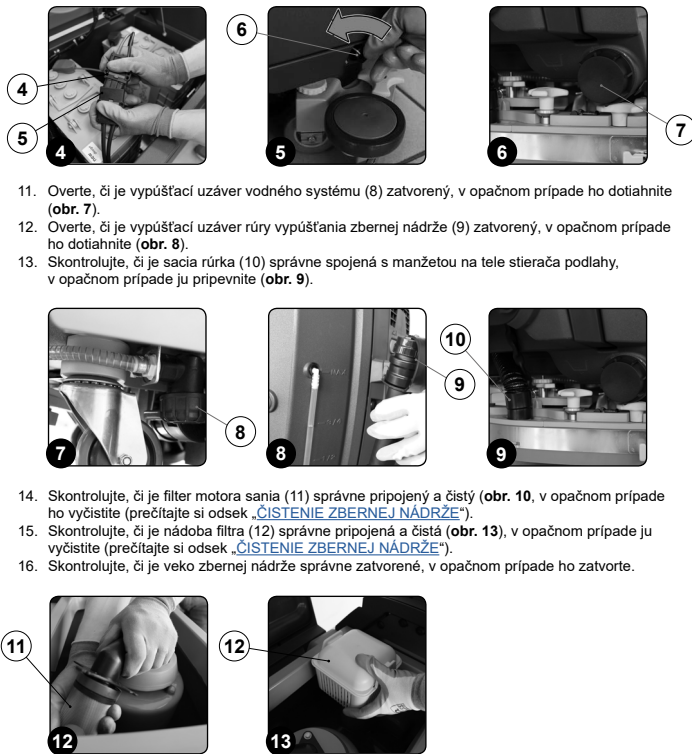 4
5
4
6
5
7
6
11. Overte, či je vypúšťací uzáver vodného systému (8) zatvorený, v opačnom prípade ho dotiahnite
(obr. 7).
12. Overte, či je vypúšťací uzáver rúry vypúšťania zbernej nádrže (9) zatvorený, v opačnom prípade
ho dotiahnite (obr. 8).
13. Skontrolujte, či je sacia rúrka (10) správne spojená s manžetou na tele stierača podlahy,
v opačnom prípade ju pripevnite (obr. 9).
8
7
MAX
9
8
10
9
14. Skontrolujte, či je filter motora sania (11) správne pripojený a čistý (obr. 10, v opačnom prípade
ho vyčistite (prečítajte si odsek „ČISTENIE ZBERNEJ NÁDRŽE“).
15. Skontrolujte, či je nádoba filtra (12) správne pripojená a čistá (obr. 13), v opačnom prípade ju
vyčistite (prečítajte si odsek „ČISTENIE ZBERNEJ NÁDRŽE“).
16. Skontrolujte, či je veko zbernej nádrže správne zatvorené, v opačnom prípade ho zatvorte.
11
12
12
13